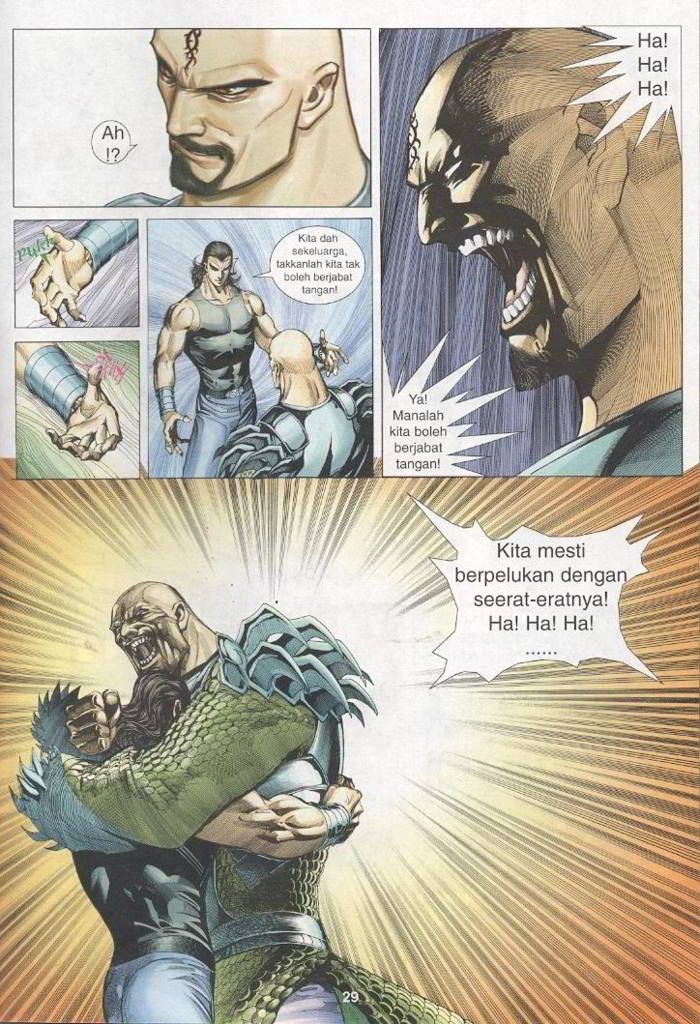 Ah
!?
Kita dah
sekeluarga,
takkanlah kita tak
boleh berjabat
tangan!
Ha!
Ha!
Ha!
Ya!
Manalah
kita boleh
berjabat
tangan!
Kita mesti
berpelukan dengan
seerat-eratnya!
Ha! Ha! Ha!
......
29